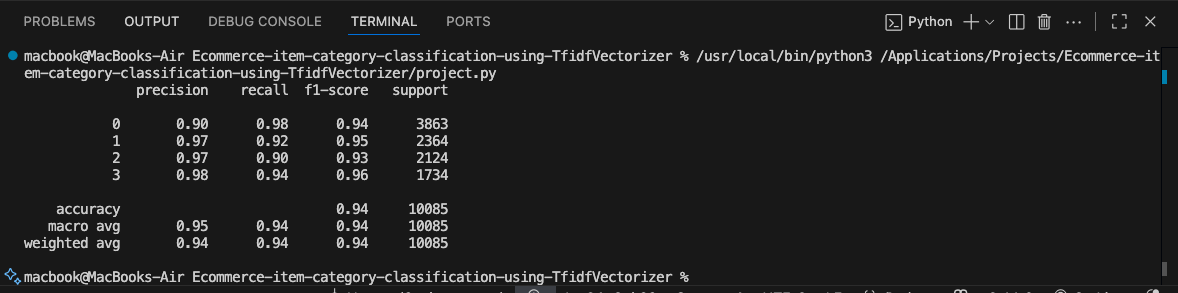 PROBLEMS OUTPUT DEBUG CONSOLE TERMINAL PORTS Python
macbook@MacBooks-Air Ecommerce-item-category-classification-using-TfidfVectorizer % /usr/local/bin/python3 /Applications/Projects/Ecommerce-it
em-category-classification-using-TfidfVectorizer/project.py
precision recall f1-score support
0 0.90 0.98 0.94 3863
1 0.97 0.92 0.95 2364
2 0.97 0.90 0.93 2124
3 0.98 0.94 0.96 1734
accuracy 0.94 10085
macro avg 0.95 0.94 0.94 10085
weighted avg 0.94 0.94 0.94 10085
macbook@MacBooks-Air Ecommerce-item-category-classification-using-TfidfVectorizer %